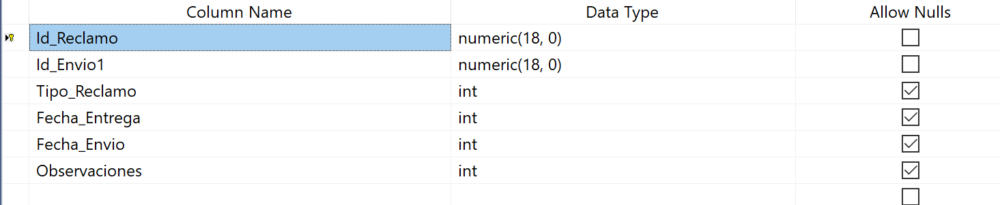 Column Name Data Type Allow Nulls
Id_Reclamo numeric(18, 0)
Id_Envio1 numeric(18, 0)
Tipo_Reclamo int
Fecha_Entrega int
Fecha_Envio int
Observaciones int